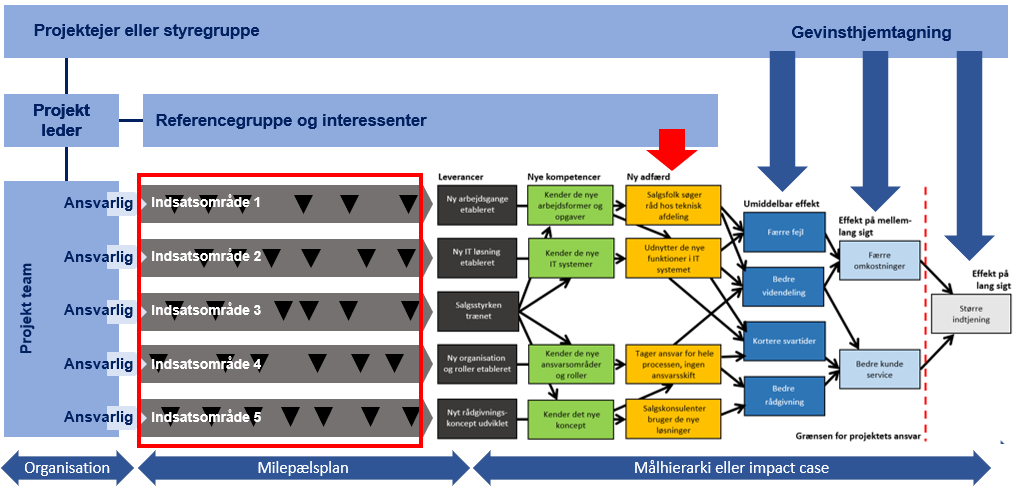 Projektejer eller styregruppe
Gevinsthjemtagning
Projekt
leder
Referencegruppe og interessenter
Projekt team
Ansvarlig
Indsatsområde 1
Ansvarlig
Indsatsområde 2
Ansvarlig
Indsatsområde 3
Ansvarlig
Indsatsområde 4
Ansvarlig
Indsatsområde 5
Leverancer
Ny arbejdsgange
etableret
Ny IT løsning
etableret
Salgsstyrken
trænet
Ny organisation
og roller etableret
Nyt rådgivnings-
koncept udviklet
Nye kompetencer
Kender de nye
arbejdsformer og
opgaver
Kender de nye
IT systemer
Kender de nye
ansvarsområder
og roller
Kender det nye
koncept
Ny adfærd
Salgsfolk søger
råd hos teknisk
afdeling
Udnytter de nye
funktioner i IT
systemet
Tager ansvar for hele
processen, ingen
ansvarsskift
Salgskonsulenter
bruger de nye
løsninger
Umiddelbar effekt
Færre fejl
Bedre
videndeling
Kortere svartider
Bedre
rådgivning
Effekt på mellem-
lang sigt
Færre
omkostninger
Bedre kunde
service
Effekt på
lang sigt
Større
indtjening
Grænsen for projektets ansvar
Organisation
Milepælsplan
Målhierarki eller impact case